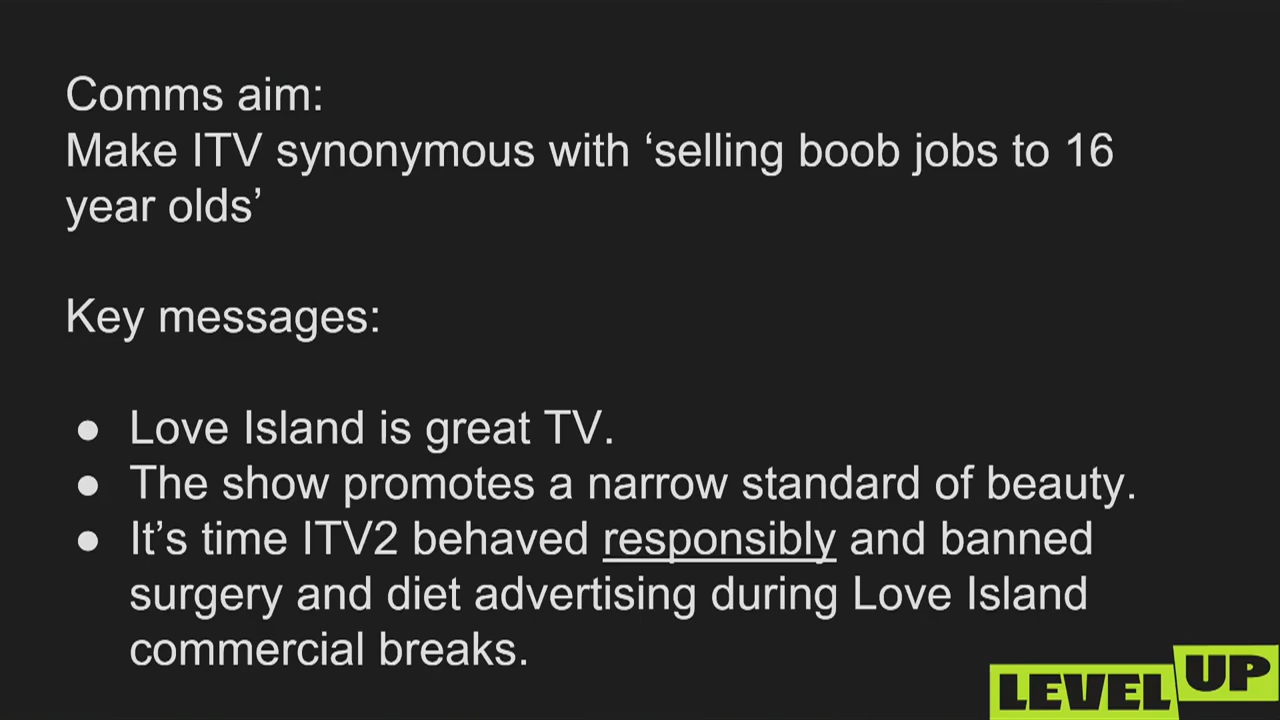 Comms aim:
Make ITV synonymous with ‘selling boob jobs to 16
year olds’
Key messages:
● Love Island is great TV.
● The show promotes a narrow standard of beauty.
● It’s time ITV2 behaved responsibly and banned
surgery and diet advertising during Love Island
commercial breaks.
LEVEL UP